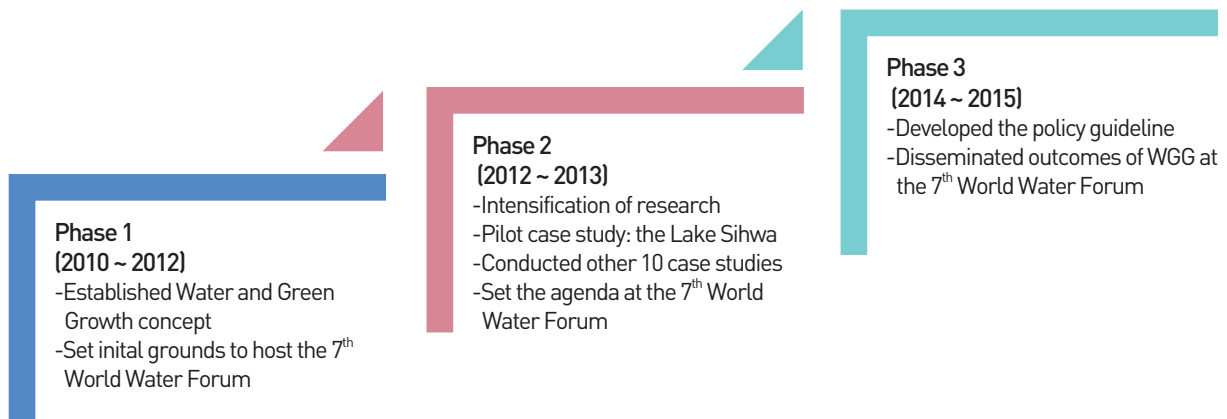 Phase 1
(2010 ~ 2012)
-Established Water and Green
Growth concept
-Set inital grounds to host the 7th
World Water Forum
Phase 2
(2012 ~ 2013)
-Intensification of research
-Pilot case study: the Lake Sihwa
-Conducted other 10 case studies
-Set the agenda at the 7th World
Water Forum
Phase 3
(2014 ~ 2015)
-Developed the policy guideline
-Disseminated outcomes of WGG at
the 7th World Water Forum